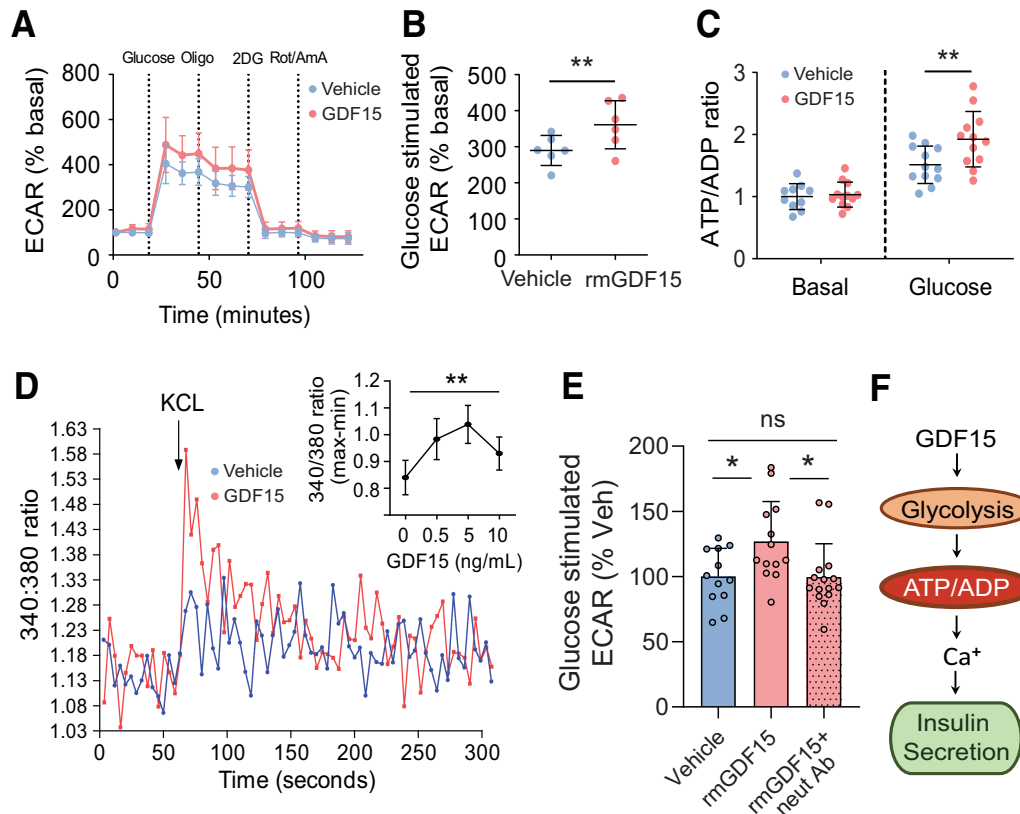 A
Glucose Oligo 2DG Rot/AmA
800
600
400
200
0
ECAR (% basal)
Vehicle
GDF15
0 50 100
Time (minutes)
B
**
500
400
300
200
100
0
Glucose stimulated
ECAR (% basal)
Vehicle rmGDF15
C
**
3
2
1
0
ATP/ADP ratio
Vehicle
GDF15
Basal Glucose
D
KCL
1.63
1.58
1.53
1.48
1.43
1.38
1.33
1.28
1.23
1.18
1.13
1.08
1.03
340:380 ratio
Vehicle
GDF15
0 50 100 150 200 250 300
Time (seconds)
**
1.2
1.1
1.0
0.9
0.8
340/380 ratio
(max-min)
0 0.5 5 10
GDF15 (ng/mL)
E
ns
* *
200
150
100
50
0
Glucose stimulated
ECAR (% Veh)
Vehicle
rmGDF15
rmGDF15+
neut Ab
F
GDF15
Glycolysis
ATP/ADP
Ca⁺
Insulin
Secretion